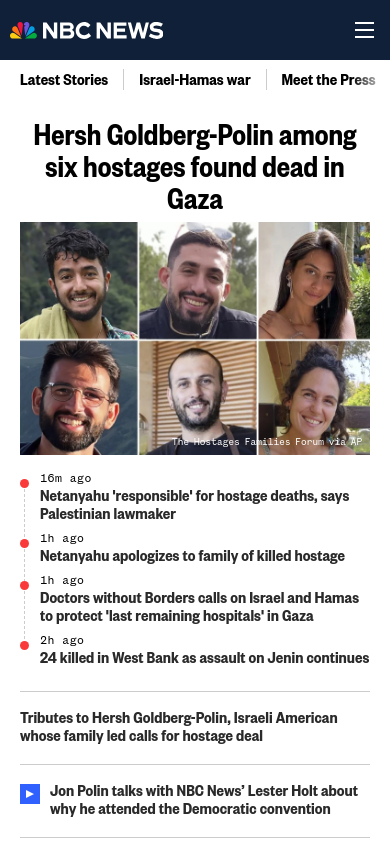 NBC NEWS
Latest Stories
Israel-Hamas war
Meet the Press
Hersh Goldberg-Polin among
six hostages found dead in
Gaza
The Hostages Families Forum via AP
16m ago
Netanyahu 'responsible' for hostage deaths, says
Palestinian lawmaker
1h ago
Netanyahu apologizes to family of killed hostage
1h ago
Doctors without Borders calls on Israel and Hamas
to protect 'last remaining hospitals' in Gaza
2h ago
24 killed in West Bank as assault on Jenin continues
Tributes to Hersh Goldberg-Polin, Israeli American
whose family led calls for hostage deal
Jon Polin talks with NBC News’ Lester Holt about
why he attended the Democratic convention